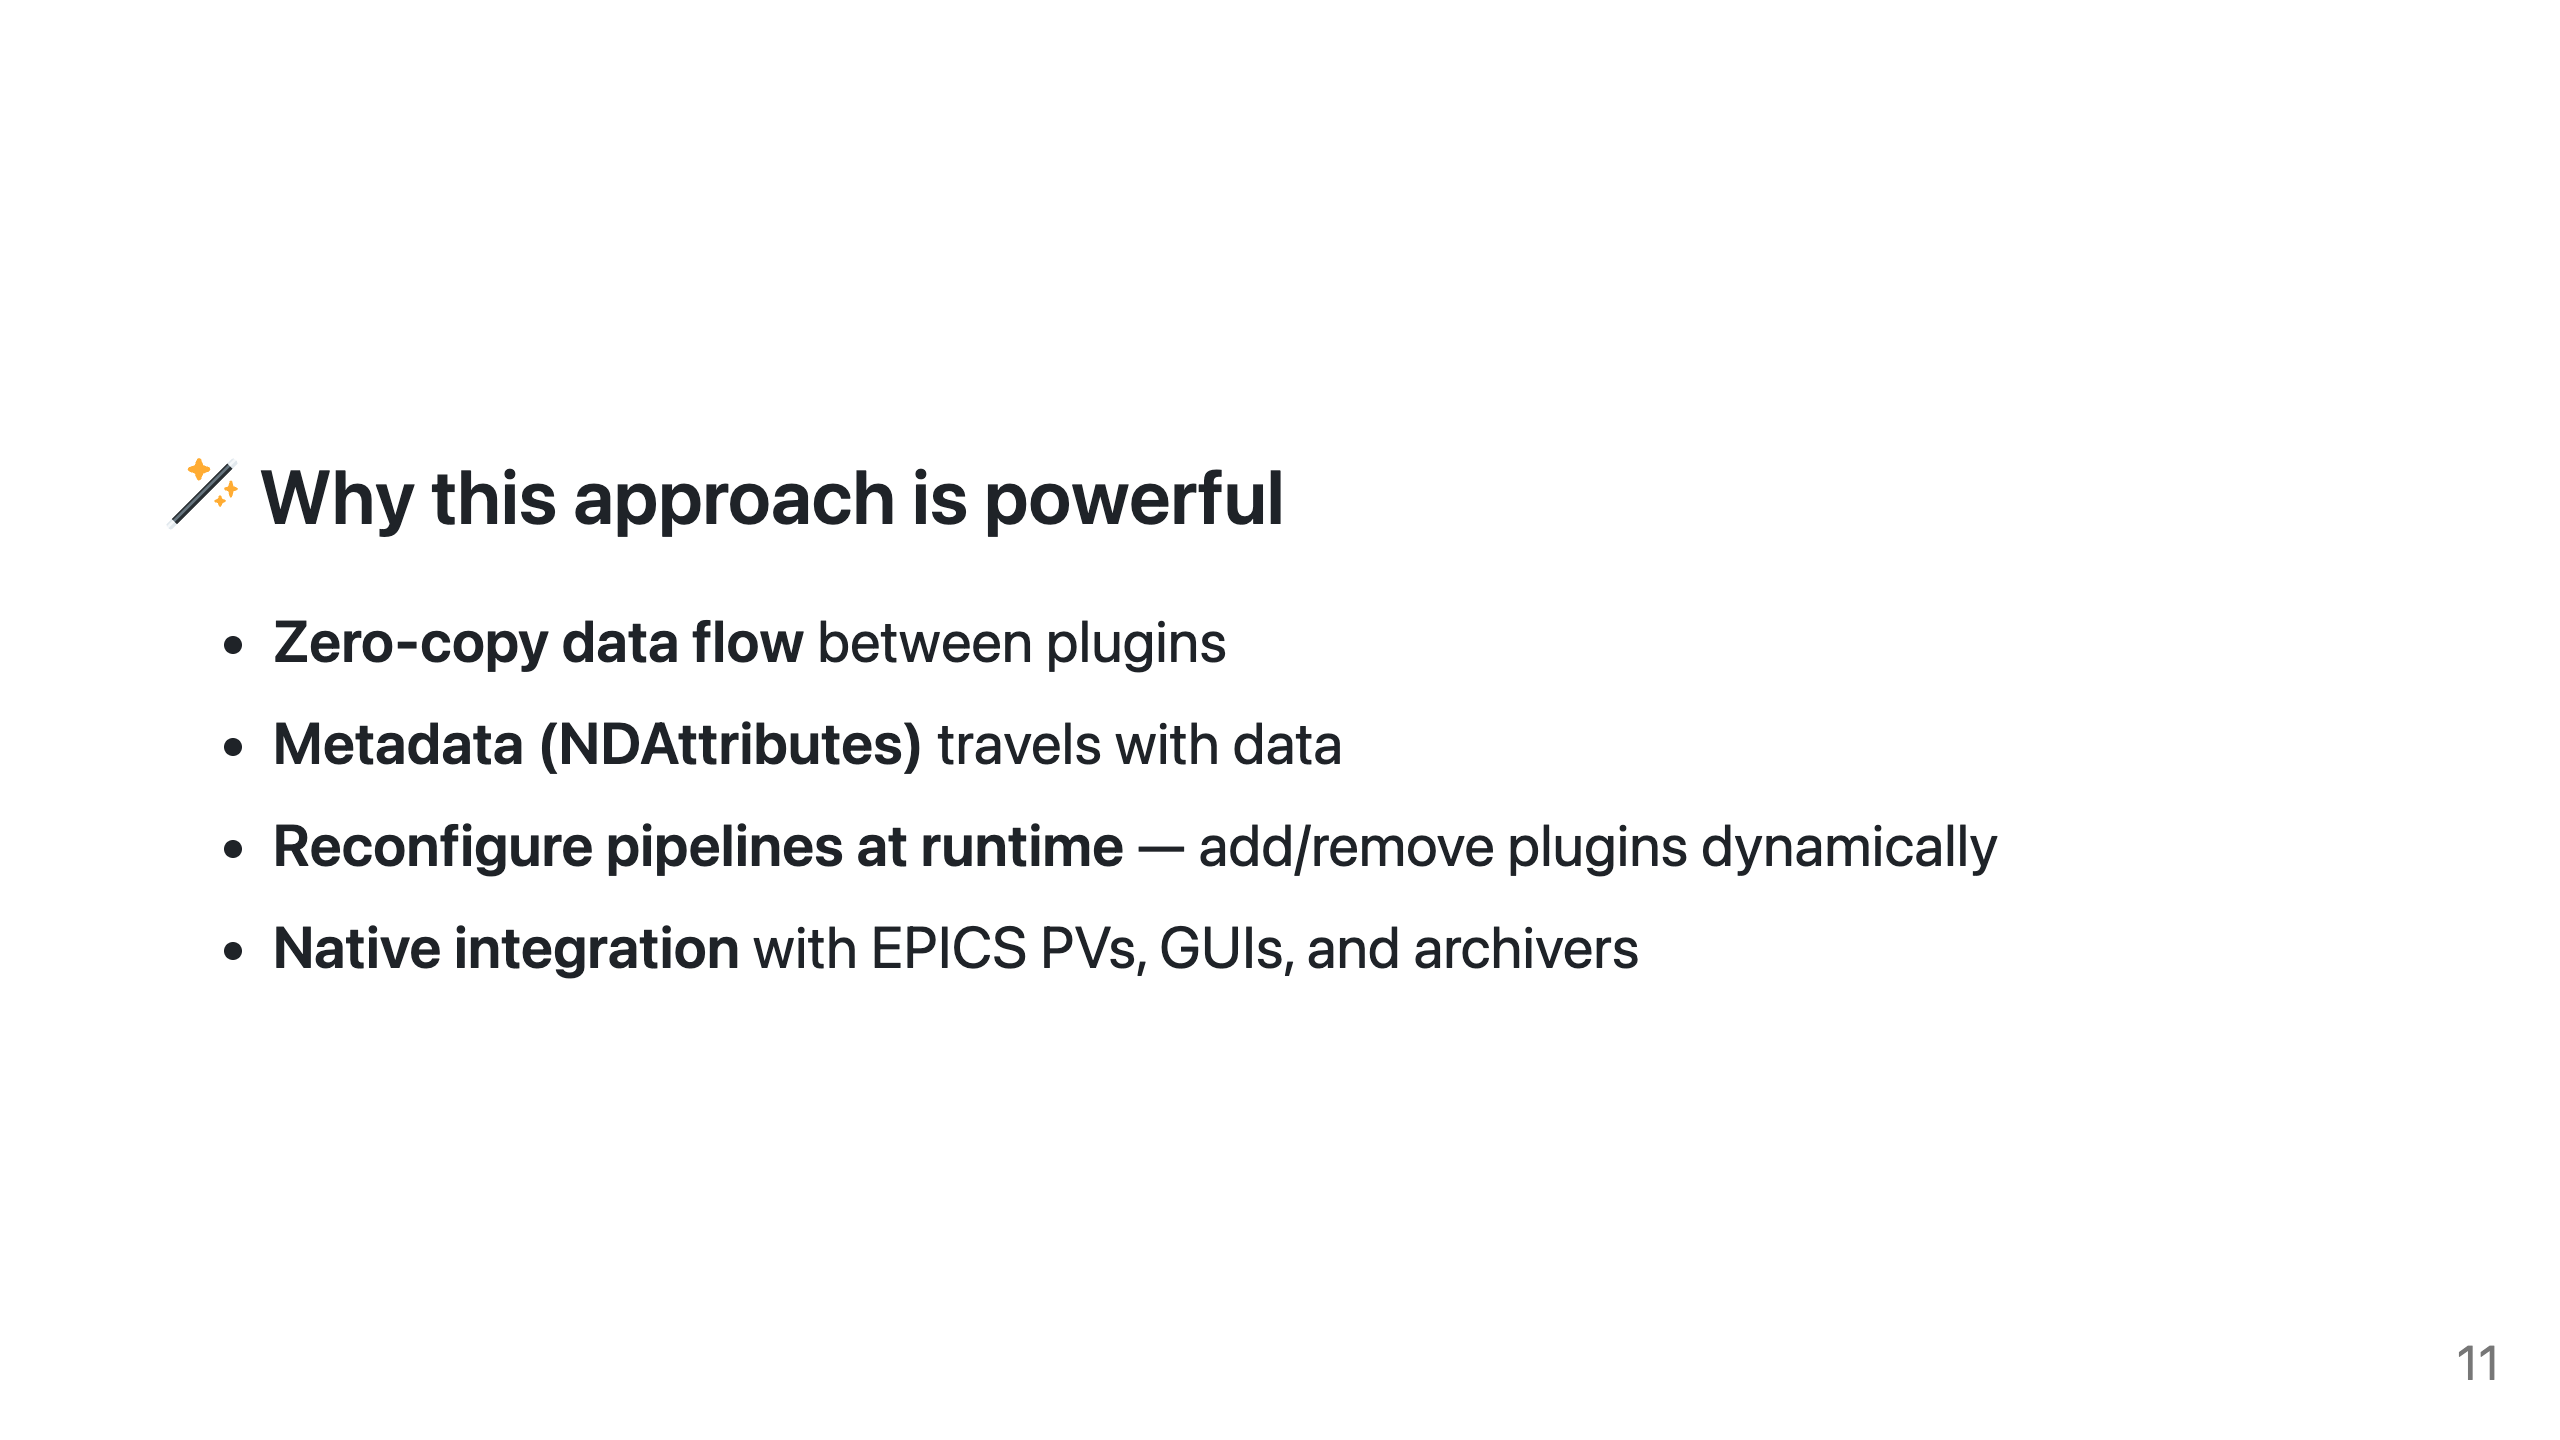 Why this approach is powerful
• Zero-copy data flow between plugins
• Metadata (NDAttributes) travels with data
• Reconfigure pipelines at runtime — add/remove plugins dynamically
• Native integration with EPICS PVs, GUIs, and archivers
11